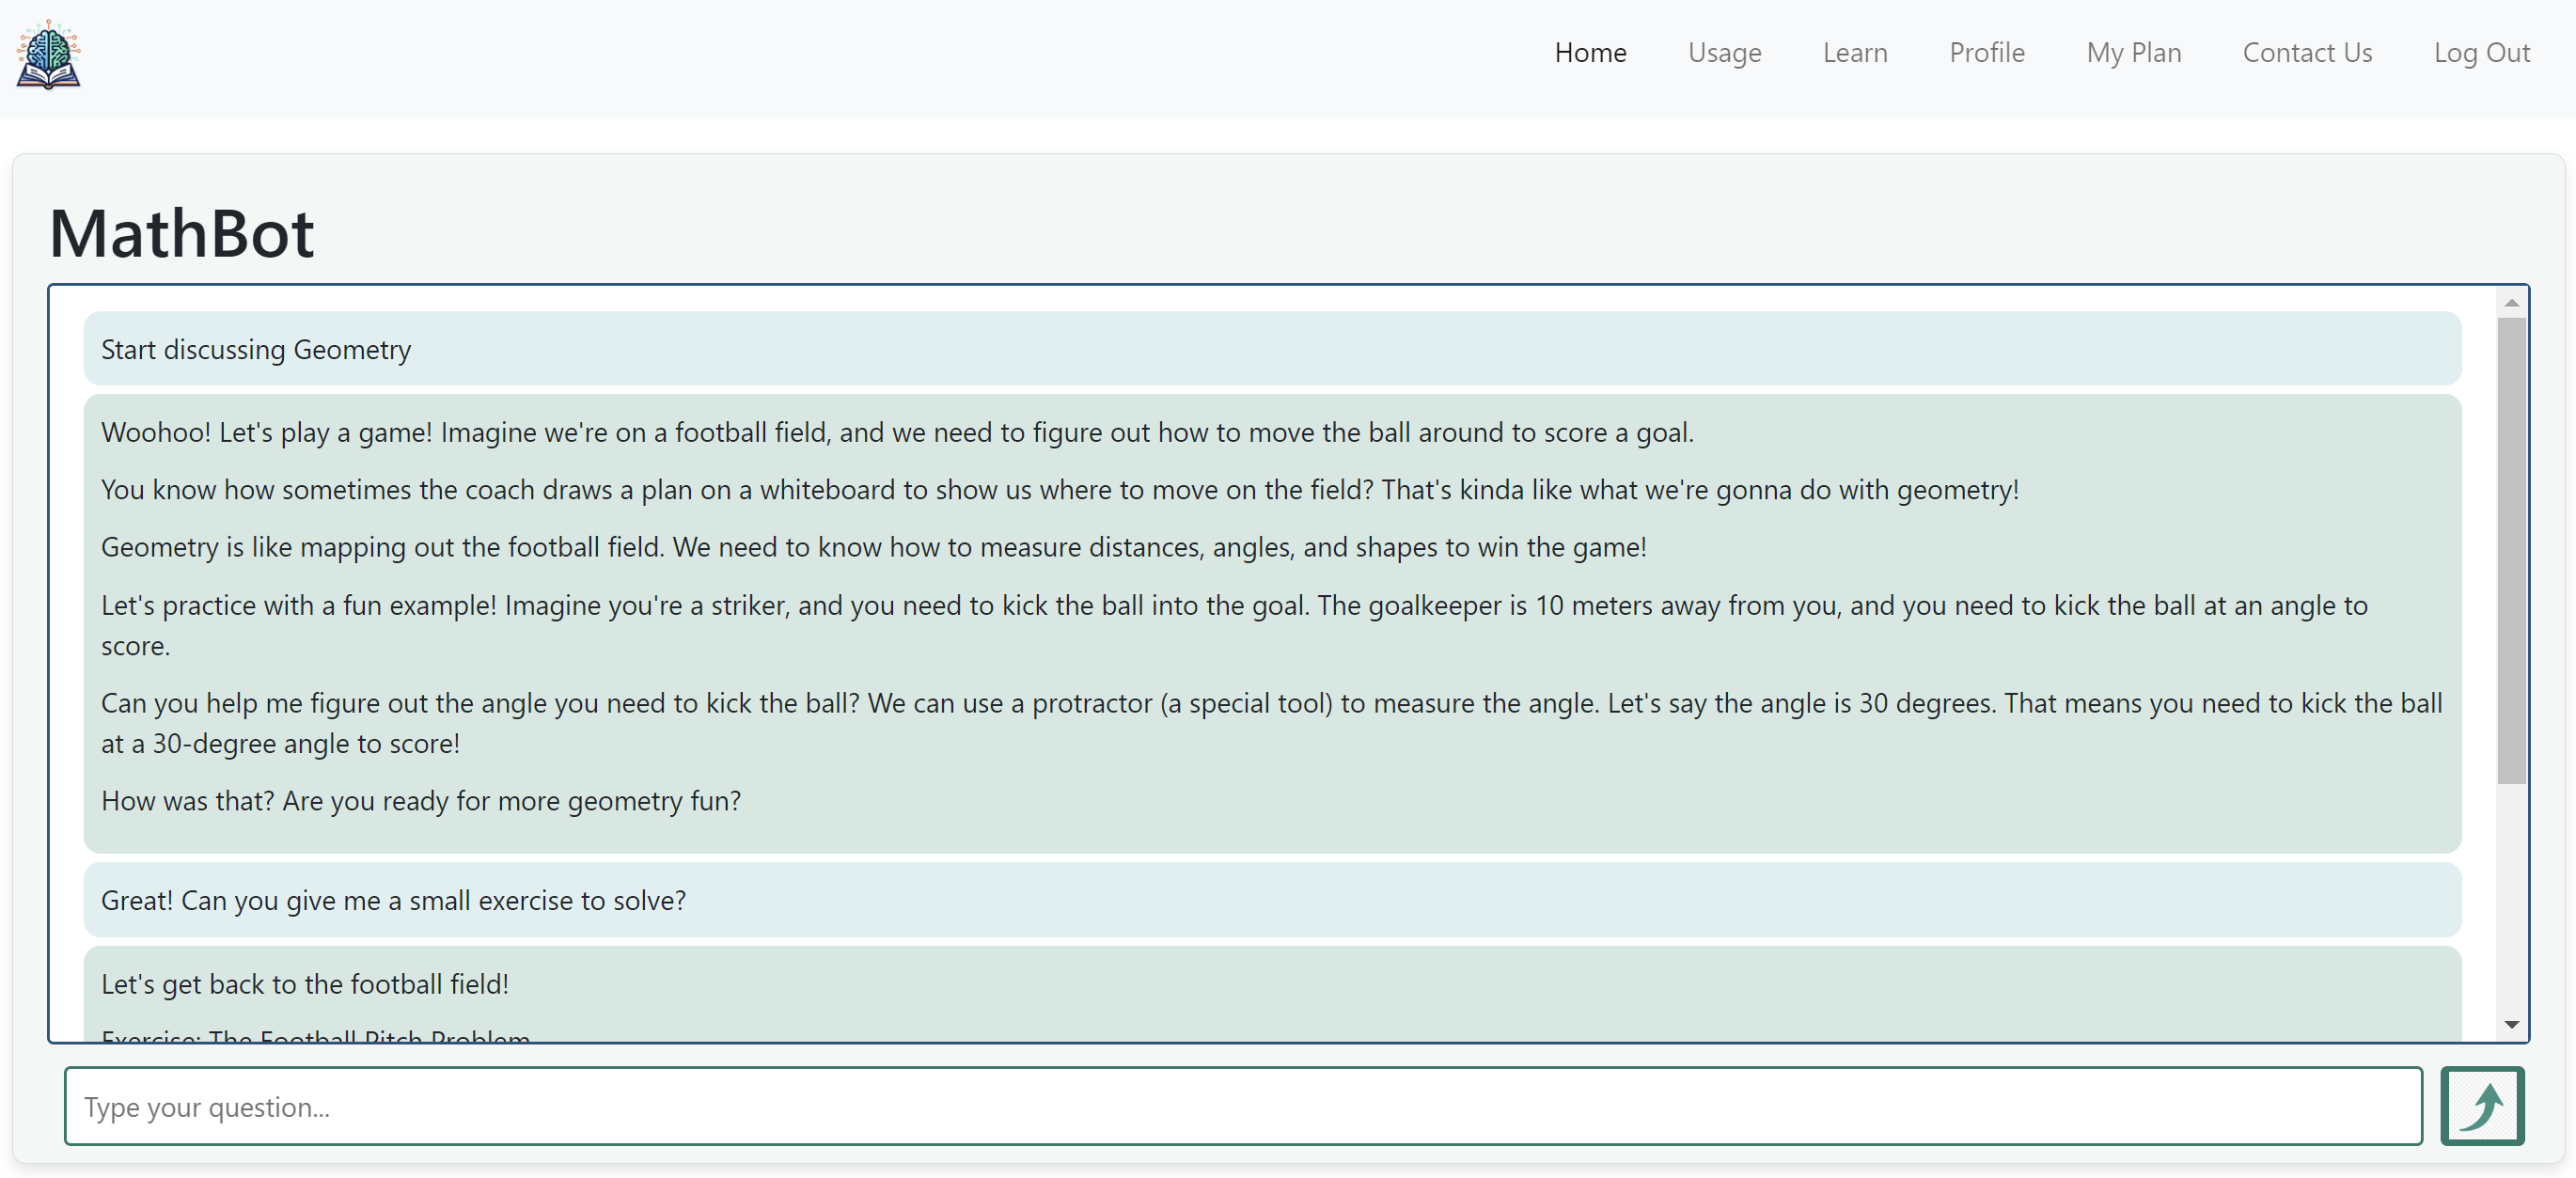 Home Usage Learn Profile My Plan Contact Us Log Out
MathBot
Start discussing Geometry
Woohoo! Let's play a game! Imagine we're on a football field, and we need to figure out how to move the ball around to score a goal.
You know how sometimes the coach draws a plan on a whiteboard to show us where to move on the field? That's kinda like what we're gonna do with geometry!
Geometry is like mapping out the football field. We need to know how to measure distances, angles, and shapes to win the game!
Let's practice with a fun example! Imagine you're a striker, and you need to kick the ball into the goal. The goalkeeper is 10 meters away from you, and you need to kick the ball at an angle to
score.
Can you help me figure out the angle you need to kick the ball? We can use a protractor (a special tool) to measure the angle. Let's say the angle is 30 degrees. That means you need to kick the ball
at a 30-degree angle to score!
How was that? Are you ready for more geometry fun?
Great! Can you give me a small exercise to solve?
Let's get back to the football field!
Exercise: The Football Pitch Problem
Type your question...